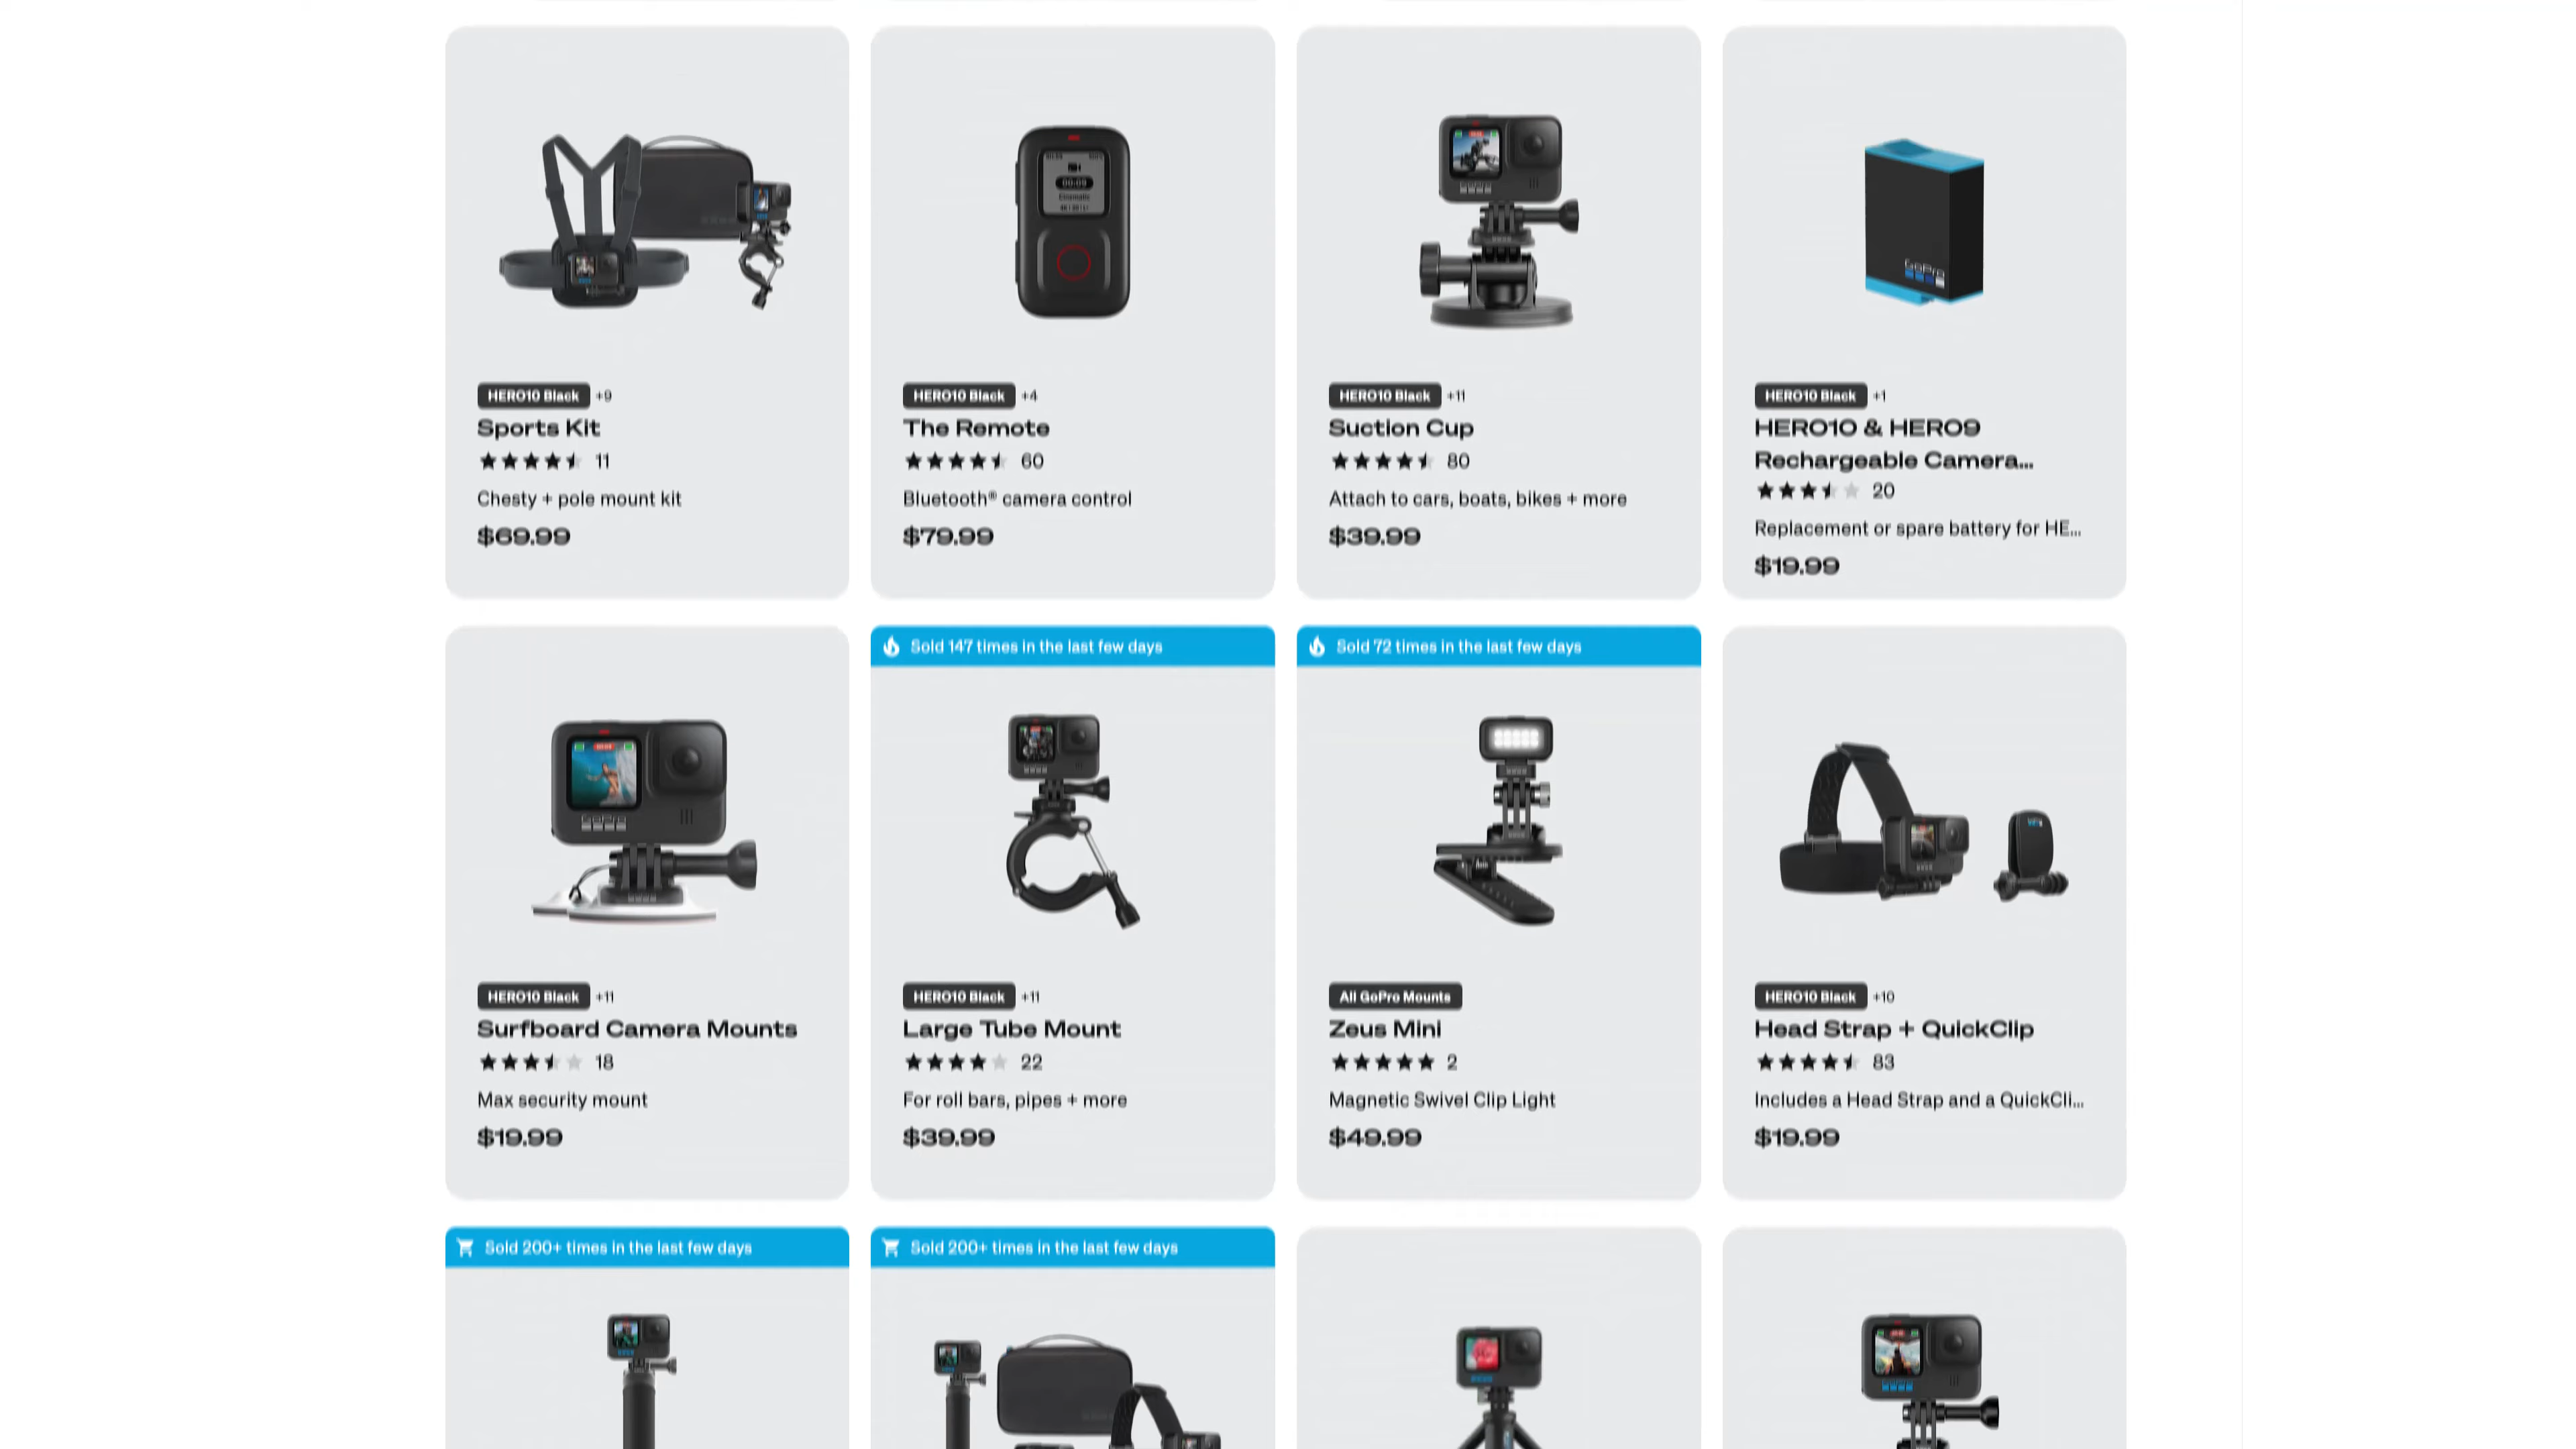 HERO10 Black +9
Sports Kit
11
Chesty + pole mount kit
$69.99
HERO10 Black +4
The Remote
60
Bluetooth® camera control
$79.99
HERO10 Black +11
Suction Cup
80
Attach to cars, boats, bikes + more
$39.99
GoPro
HERO10 Black +1
HERO10 & HERO9
Rechargeable Camera...
20
Replacement or spare battery for HE...
$19.99
GoPro
HERO10 Black +11
Surfboard Camera Mounts
18
Max security mount
$19.99
Sold 147 times in the last few days
HERO10 Black +11
Large Tube Mount
22
For roll bars, pipes + more
$39.99
Sold 72 times in the last few days
All GoPro Mounts
Zeus Mini
2
Magnetic Swivel Clip Light
$49.99
HERO10 Black +10
Head Strap + QuickClip
83
Includes a Head Strap and a QuickCli...
$19.99
Sold 200+ times in the last few days
Sold 200+ times in the last few days